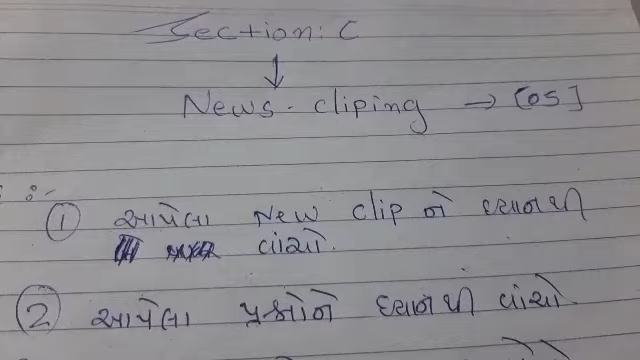 Section: C
↓
News - cliping → [05]
: :-
① આપેલા New clip ને ધ્યાનથી
વાંચો.
② આપેલા પ્રશ્નોને ધ્યાનથી વાંચો